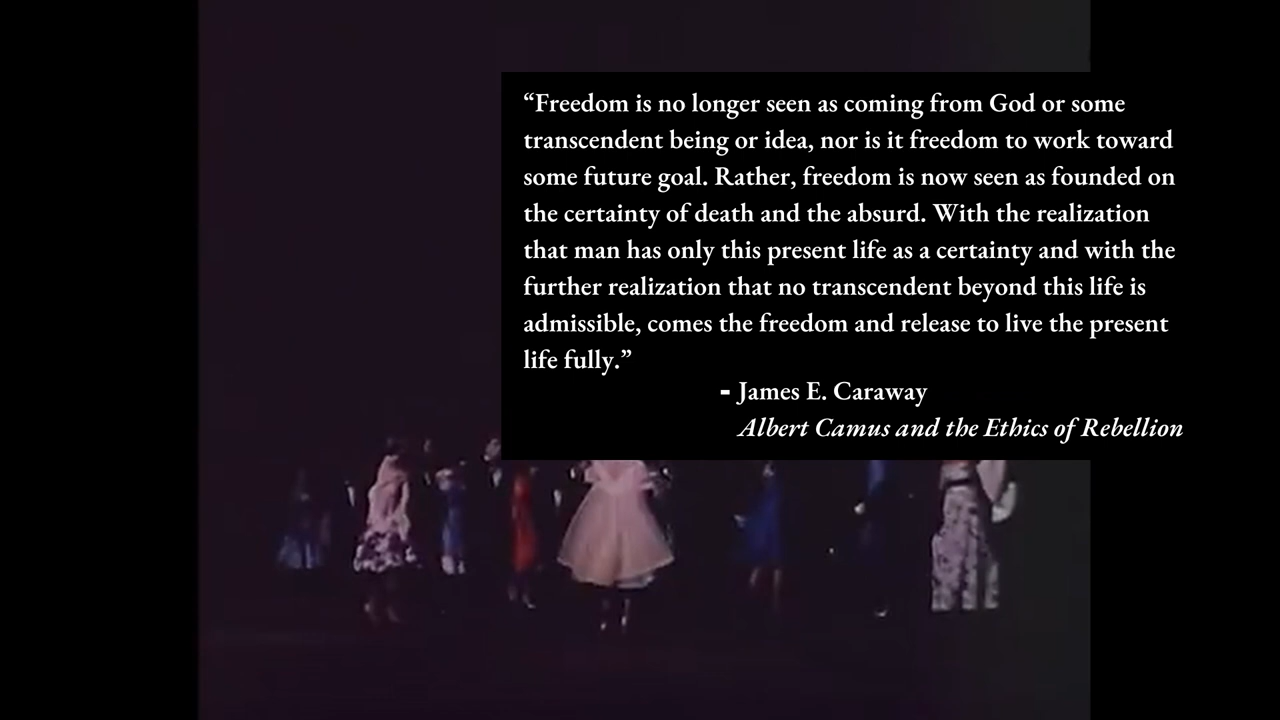 “Freedom is no longer seen as coming from God or some
transcendent being or idea, nor is it freedom to work toward
some future goal. Rather, freedom is now seen as founded on
the certainty of death and the absurd. With the realization
that man has only this present life as a certainty and with the
further realization that no transcendent beyond this life is
admissible, comes the freedom and release to live the present
life fully.”
- James E. Caraway
Albert Camus and the Ethics of Rebellion